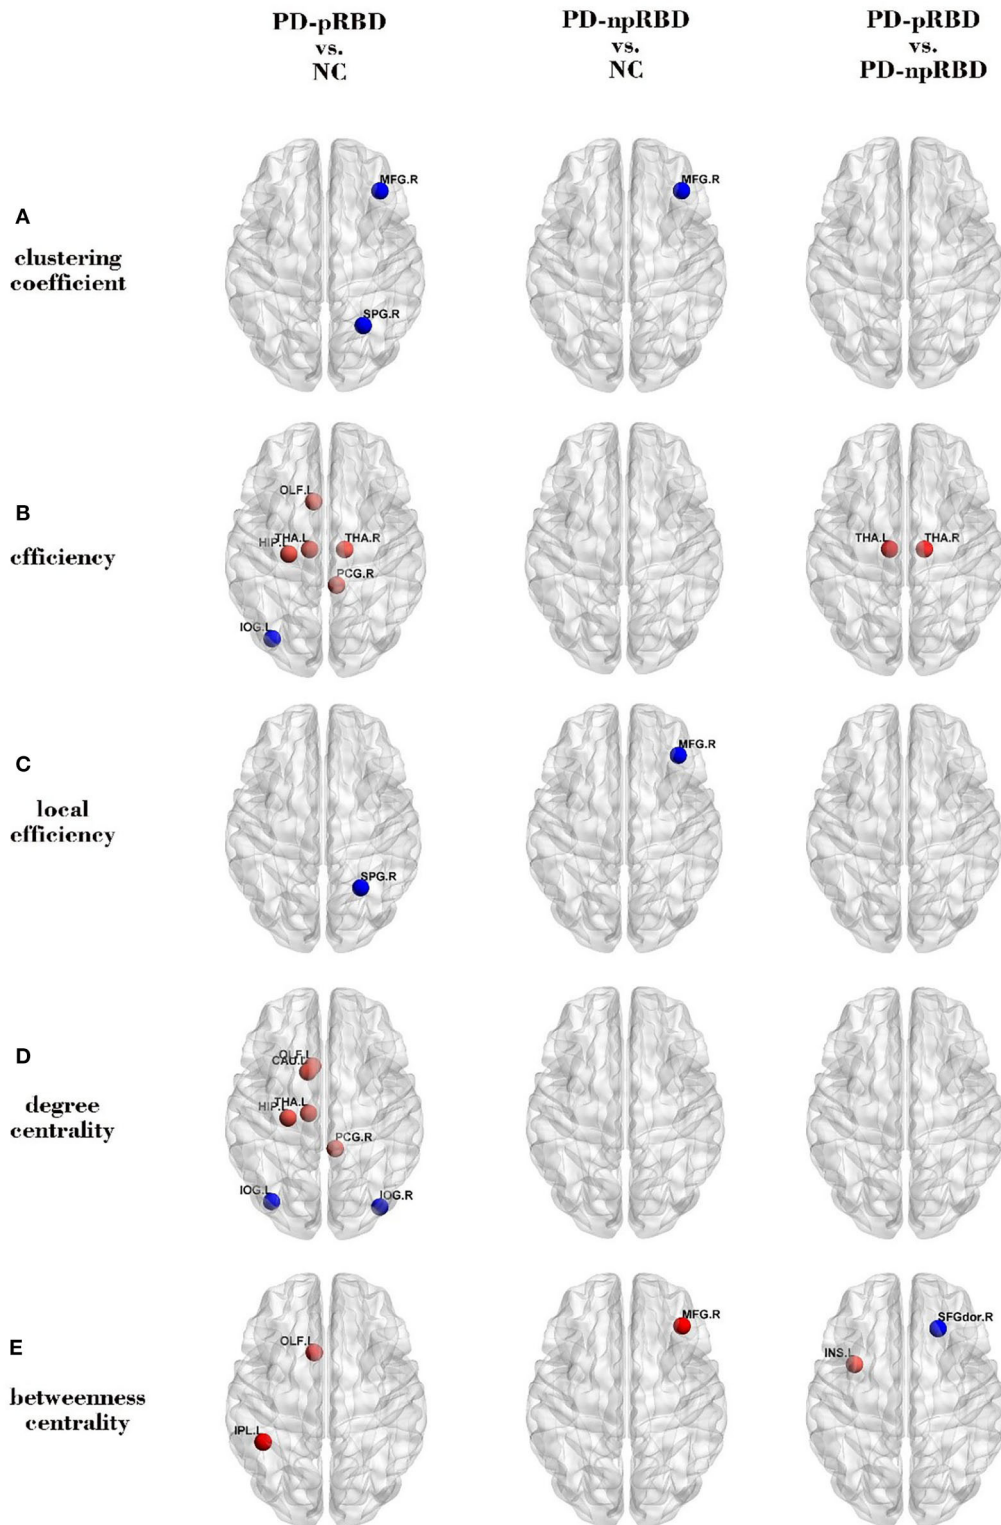 PD-pRBD
vs.
NC
PD-npRBD
vs.
NC
PD-pRBD
vs.
PD-npRBD
A
clustering
coefficient
MFG.R
SPG.R
MFG.R
B
efficiency
OLF.L
HIP.L
THA.L
THA.R
PCG.R
IOG.L
THA.L
THA.R
C
local
efficiency
SPG.R
MFG.R
D
degree
centrality
OLF.L
CAU.L
HIP.L
THA.L
PCG.R
IOG.L
IOG.R
E
betweenness
centrality
OLF.L
IPL.L
MFG.R
SFGdor.R
INS.L